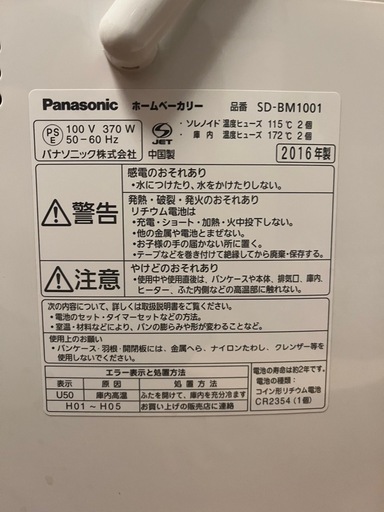 Panasonic ホームベーカリー 品番 SD-BM1001
PS E 100 V 370 W
50-60 Hz
JET
・ソレノイド 温度ヒューズ 115℃ 2個
・庫内 温度ヒューズ 172℃ 2個
パナソニック株式会社 中国製
2016年製
警告
感電のおそれあり
・水につけたり、水をかけたりしない。
発熱・破裂・発火のおそれあり
リチウム電池は
・充電・ショート・加熱・火中投下しない。
・他の金属や電池とまぜない。
・お子様の手の届かない所に置く。
・テープなどを巻き付けて絶縁してから廃棄・保存する。
注意
やけどのおそれあり
・使用中や使用直後は、パンケースや本体、排気口、庫内、
ヒーター、ふた内側などの高温部に触れない。
次の内容について、詳しくは取扱説明書をご覧ください。
・電池のセット・タイマーセットなどの方法。
・室温・材料などにより、パンの膨らみや形が変わることなど。
使用上のお願い
・パンケース・羽根・開閉板には、金属へら、ナイロンたわし、クレンザー等を
使わないでください。
エラー表示と処置方法
表示 原因 処置方法
U50 庫内高温 ふたを開けて、庫内を充分冷ます
H01～H05 お買い上げの販売店に連絡
電池の寿命は約2年です。
電池の種類：
コイン形リチウム電池
CR2354（1個）